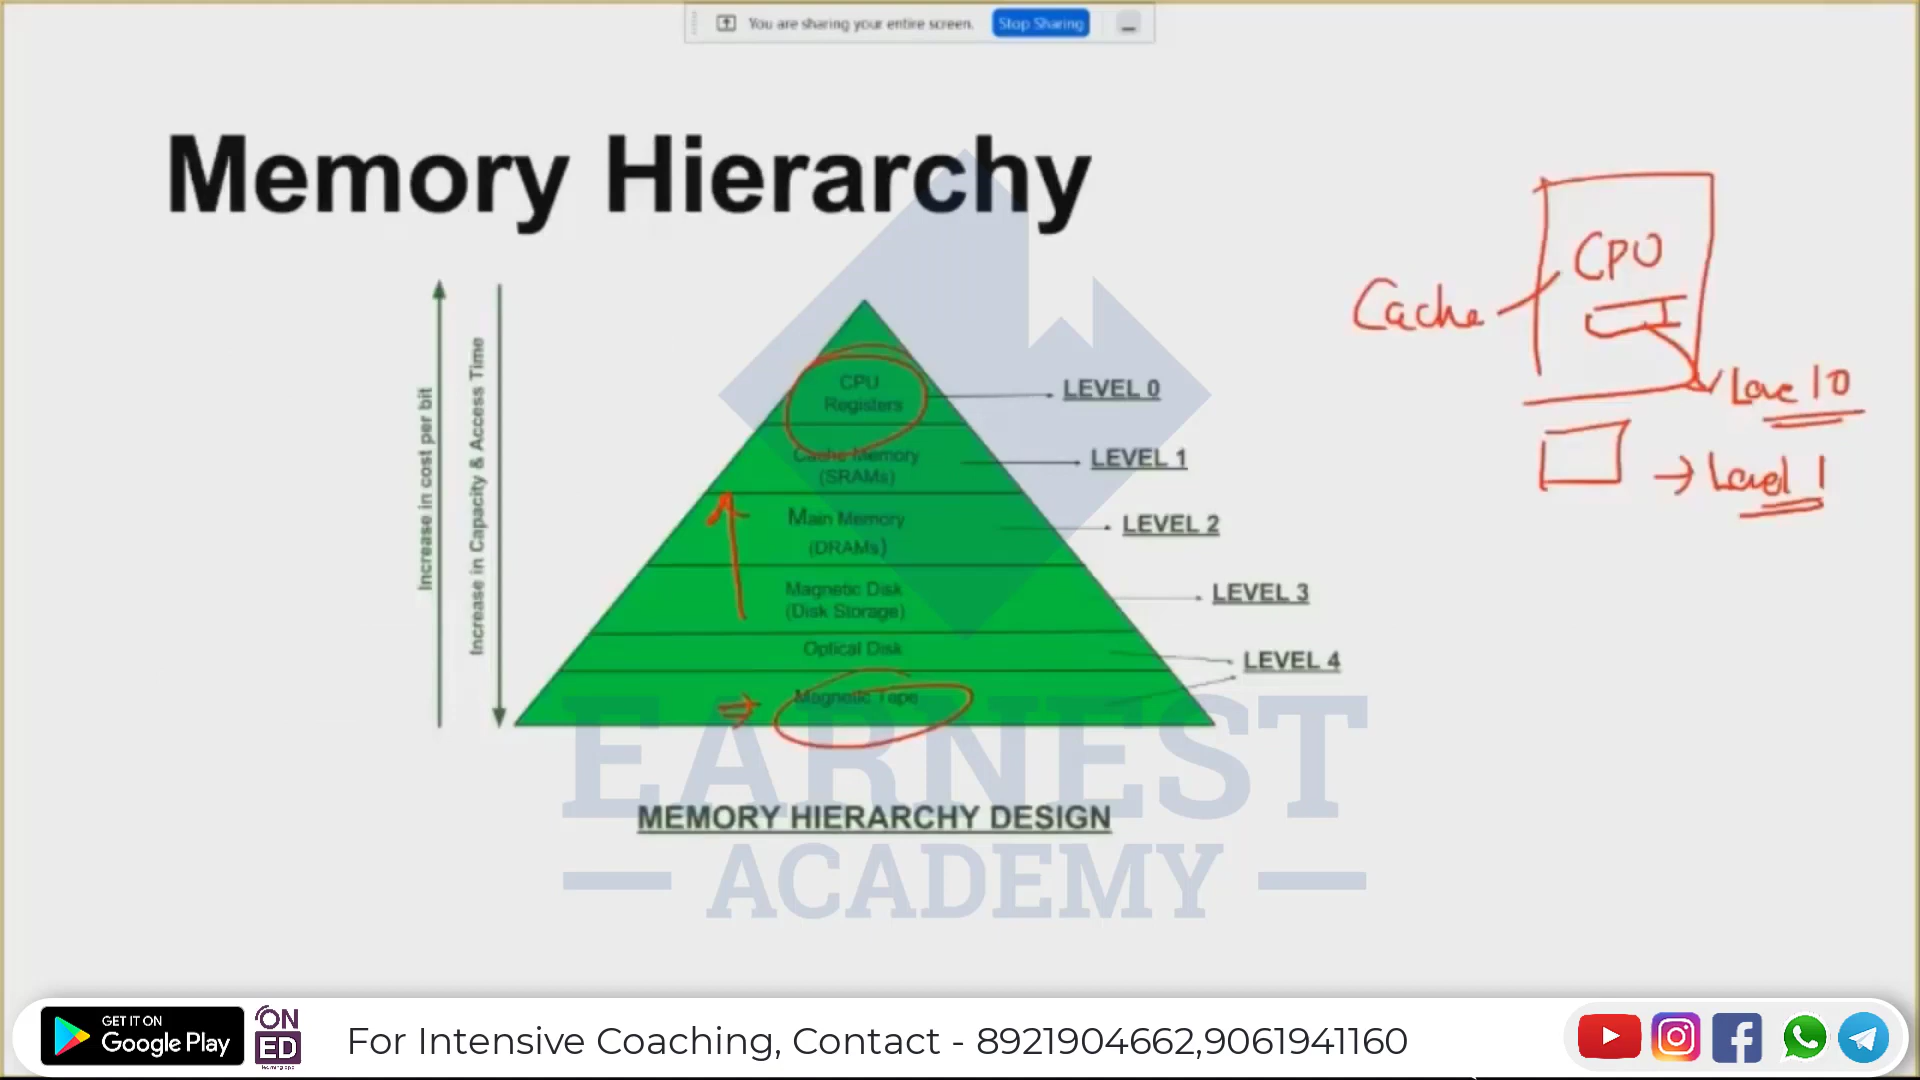 You are sharing your entire screen.
Stop Sharing
Memory Hierarchy
Increase in cost per bit
Increase in Capacity & Access Time
CPU
Registers
LEVEL 0
Cache Memory
(SRAMs)
LEVEL 1
Main Memory
(DRAMs)
LEVEL 2
Magnetic Disk
(Disk Storage)
LEVEL 3
Optical Disk
LEVEL 4
Magnetic Tape
MEMORY HIERARCHY DESIGN
CPU
Cache
Level 0
Level 1
EARNEST
ACADEMY
GET IT ON
Google Play
ON
ED
learning app
For Intensive Coaching, Contact - 8921904662,9061941160